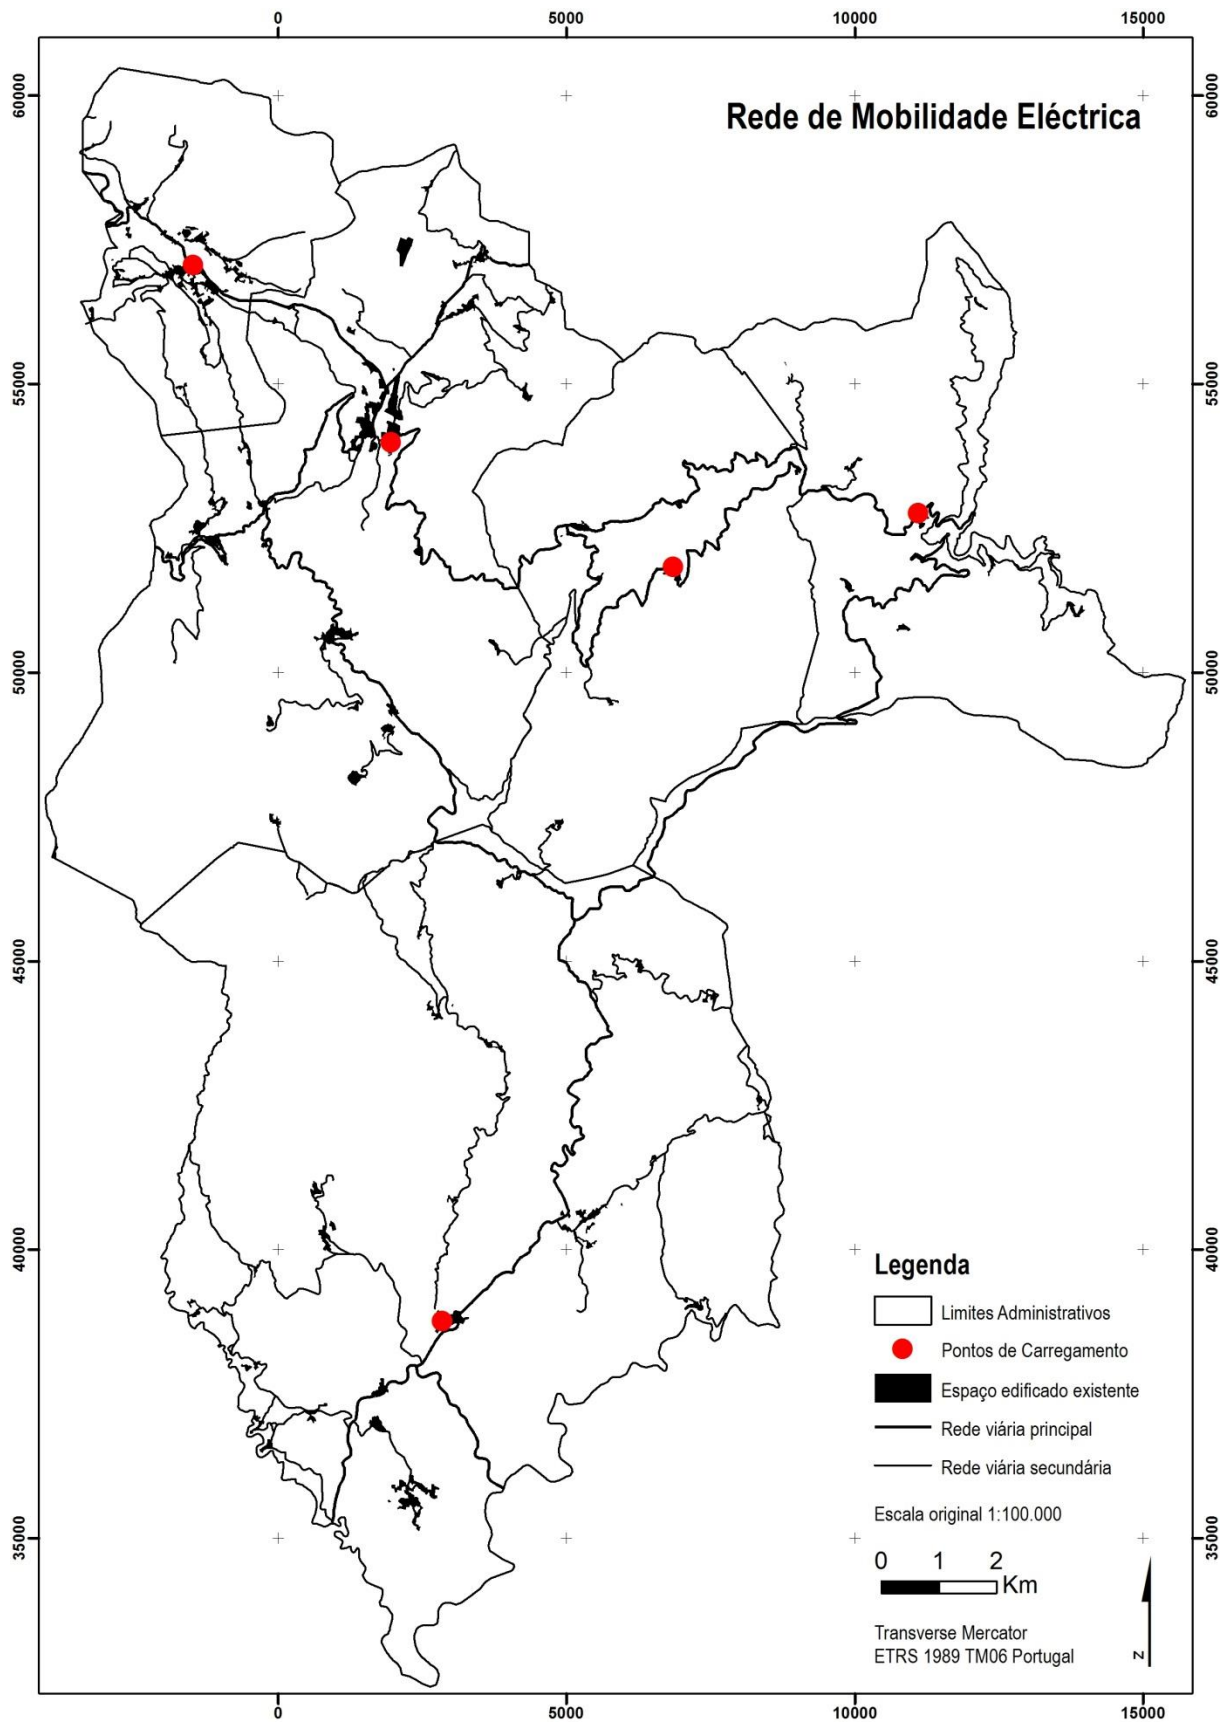 0 5000 10000 15000
60000 60000
Rede de Mobilidade Eléctrica
55000 55000
50000 50000
45000 45000
40000 40000
Legenda
Limites Administrativos
Pontos de Carregamento
Espaço edificado existente
Rede viária principal
Rede viária secundária
Escala original 1:100.000
35000 35000
0 1 2
Km
Transverse Mercator
ETRS 1989 TM06 Portugal
N
0 5000 10000 15000